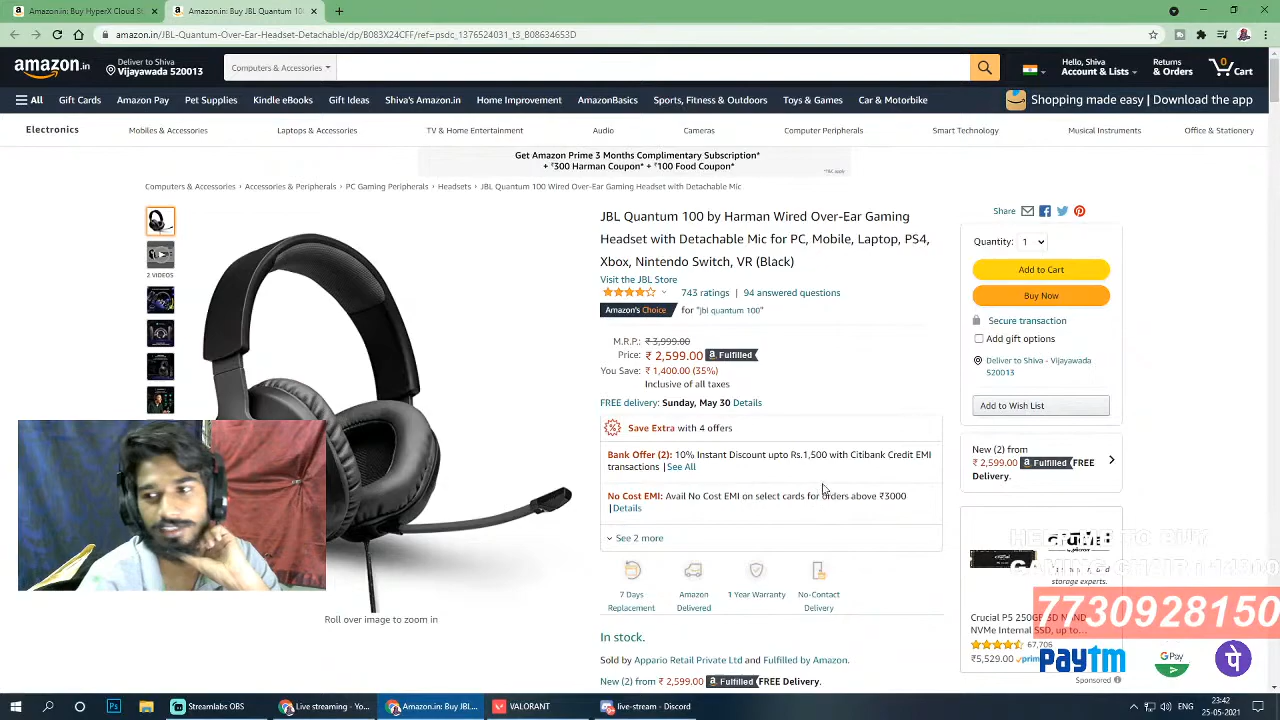 Amazon.in: Buy HyperX Cloud St
Amazon.in: Buy JBL Quantum 100
amazon.in/JBL-Quantum-Over-Ear-Headset-Detachable/dp/B083X24CFF/ref=psdc_1376524031_t3_B08634653D
amazon.in
Deliver to Shiva
Vijayawada 520013
Computers & Accessories
Hello, Shiva
Account & Lists
Returns
& Orders
0
Cart
All
Gift Cards
Amazon Pay
Pet Supplies
Kindle eBooks
Gift Ideas
Shiva's Amazon.in
Home Improvement
AmazonBasics
Sports, Fitness & Outdoors
Toys & Games
Car & Motorbike
Shopping made easy | Download the app
Electronics
Mobiles & Accessories
Laptops & Accessories
TV & Home Entertainment
Audio
Cameras
Computer Peripherals
Smart Technology
Musical Instruments
Office & Stationery
Get Amazon Prime 3 Months Complimentary Subscription*
+ ₹300 Harman Coupon* + ₹100 Food Coupon*
*T&C apply
Computers & Accessories › Accessories & Peripherals › PC Gaming Peripherals › Headsets › JBL Quantum 100 Wired Over-Ear Gaming Headset with Detachable Mic
2 VIDEOS
Roll over image to zoom in
JBL Quantum 100 by Harman Wired Over-Ear Gaming
Headset with Detachable Mic for PC, Mobile, Laptop, PS4,
Xbox, Nintendo Switch, VR (Black)
Visit the JBL Store
743 ratings | 94 answered questions
Amazon's Choice for "jbl quantum 100"
M.R.P.: ₹ 3,999.00
Price: ₹ 2,599.00 Fulfilled
You Save: ₹ 1,400.00 (35%)
Inclusive of all taxes
FREE delivery: Sunday, May 30 Details
Save Extra with 4 offers
Bank Offer (2): 10% Instant Discount upto Rs.1,500 with Citibank Credit EMI
transactions | See All
No Cost EMI: Avail No Cost EMI on select cards for orders above ₹3000
| Details
See 2 more
7 Days
Replacement
Amazon
Delivered
1 Year Warranty
No-Contact
Delivery
In stock.
Sold by Appario Retail Private Ltd and Fulfilled by Amazon.
New (2) from ₹ 2,599.00 Fulfilled FREE Delivery.
Share
Quantity: 1
Add to Cart
Buy Now
Secure transaction
Add gift options
Deliver to Shiva - Vijayawada
520013
Add to Wish List
New (2) from
₹ 2,599.00 Fulfilled FREE
Delivery.
HELP ME TO BUY
GAMING CHAIR
storage experts.
7730928150
Crucial P5 250GB 3D NAND
NVMe Internal SSD, up to...
67,706
₹5,529.00 prime
paytm
G Pay
Sponsored
Streamlabs OBS
Live streaming - Yo...
Amazon.in: Buy JBL...
VALORANT
live-stream - Discord
ENG
23:42
25-05-2021